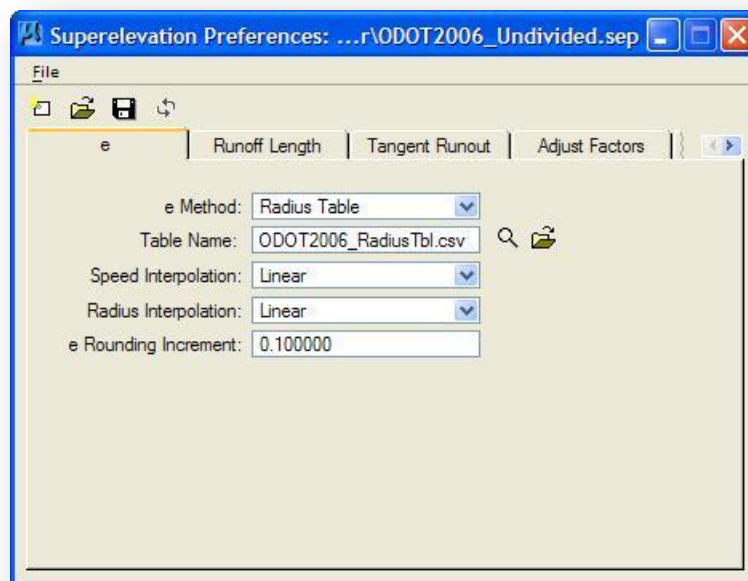 Superelevation Preferences: ...r\ODOT2006_Undivided.sep
File
e Runoff Length Tangent Runout Adjust Factors
e Method: Radius Table
Table Name: ODOT2006_RadiusTbl.csv
Speed Interpolation: Linear
Radius Interpolation: Linear
e Rounding Increment: 0.100000